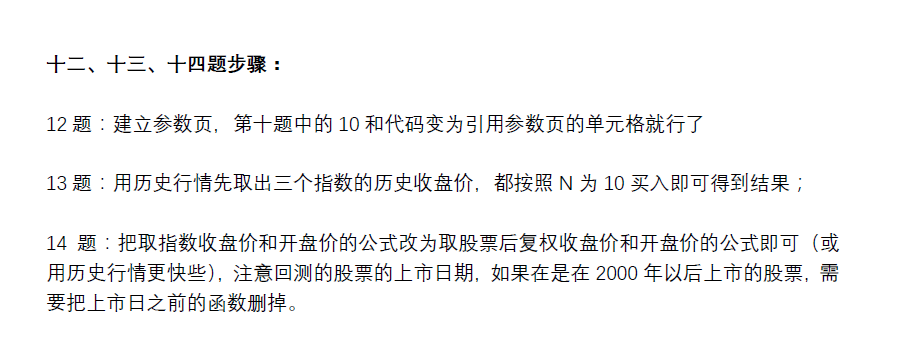 十二、十三、十四题步骤：
12 题：建立参数页，第十题中的 10 和代码变为引用参数页的单元格就行了
13 题：用历史行情先取出三个指数的历史收盘价，都按照 N 为 10 买入即可得到结果；
14 题：把取指数收盘价和开盘价的公式改为取股票后复权收盘价和开盘价的公式即可（或
用历史行情更快些），注意回测的股票的上市日期，如果在是在 2000 年以后上市的股票，需
要把上市日之前的函数删掉。